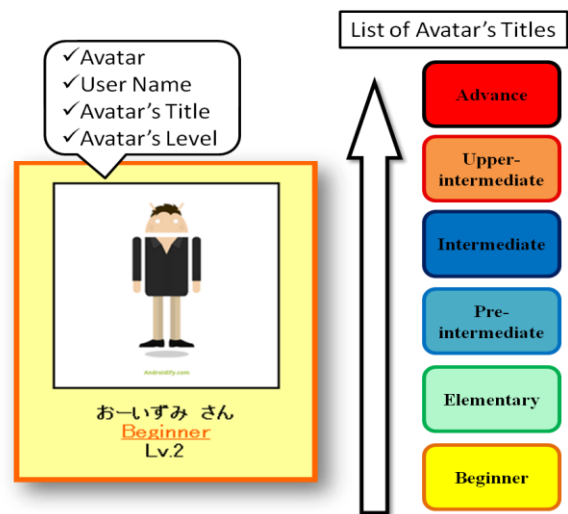 List of Avatar's Titles
✓Avatar
✓User Name
✓Avatar's Title
✓Avatar's Level
Androidify.com
おーいずみ さん
Beginner
Lv.2
Advance
Upper-
intermediate
Intermediate
Pre-
intermediate
Elementary
Beginner